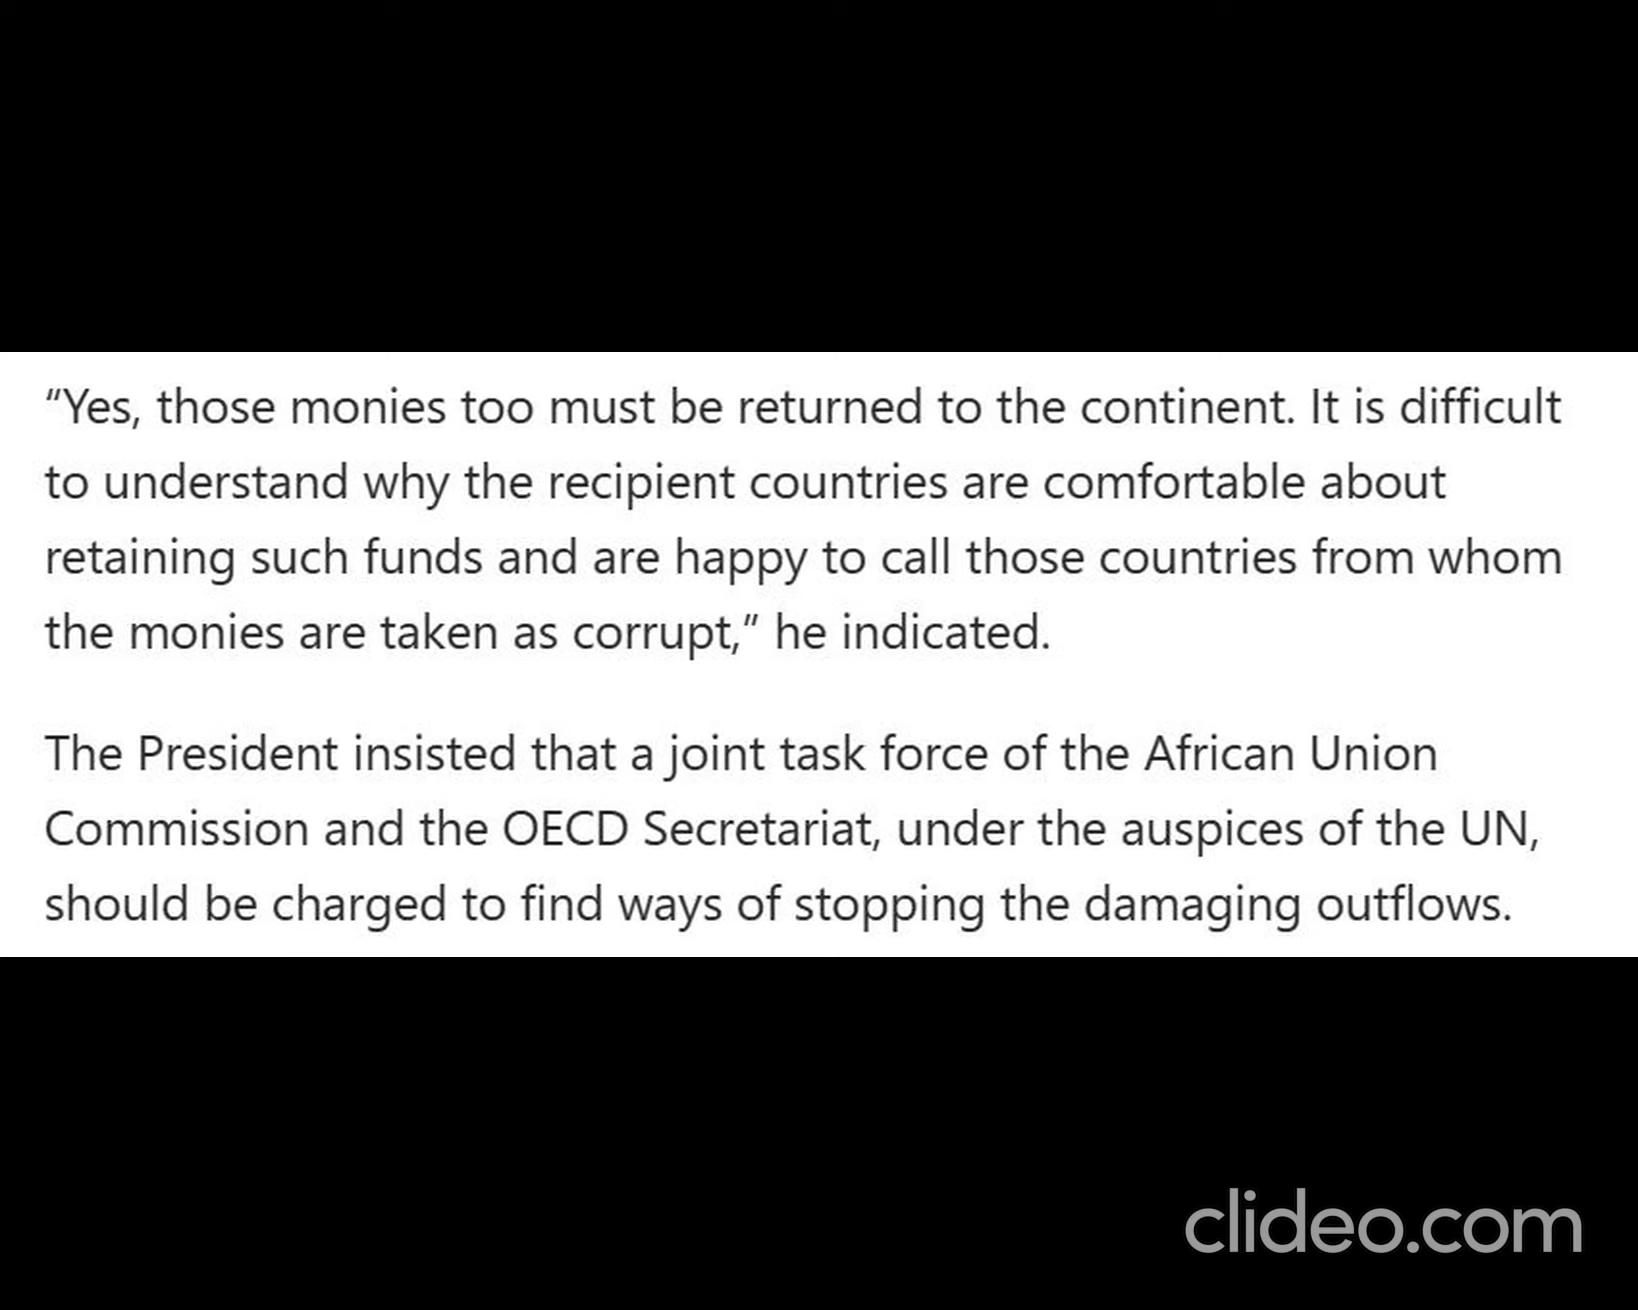 “Yes, those monies too must be returned to the continent. It is difficult
to understand why the recipient countries are comfortable about
retaining such funds and are happy to call those countries from whom
the monies are taken as corrupt,” he indicated.
The President insisted that a joint task force of the African Union
Commission and the OECD Secretariat, under the auspices of the UN,
should be charged to find ways of stopping the damaging outflows.
clideo.com